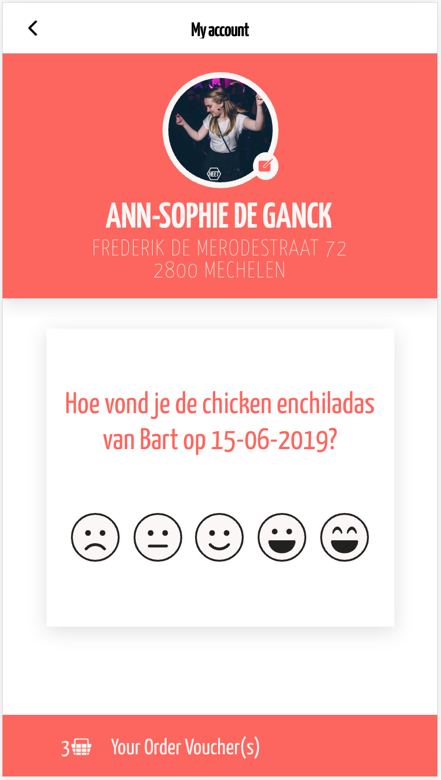 My account
ANN-SOPHIE DE GANCK
FREDERIK DE MERODESTRAAT 72
2800 MECHELEN
Hoe vond je de chicken enchiladas
van Bart op 15-06-2019?
3 Your Order Voucher(s)